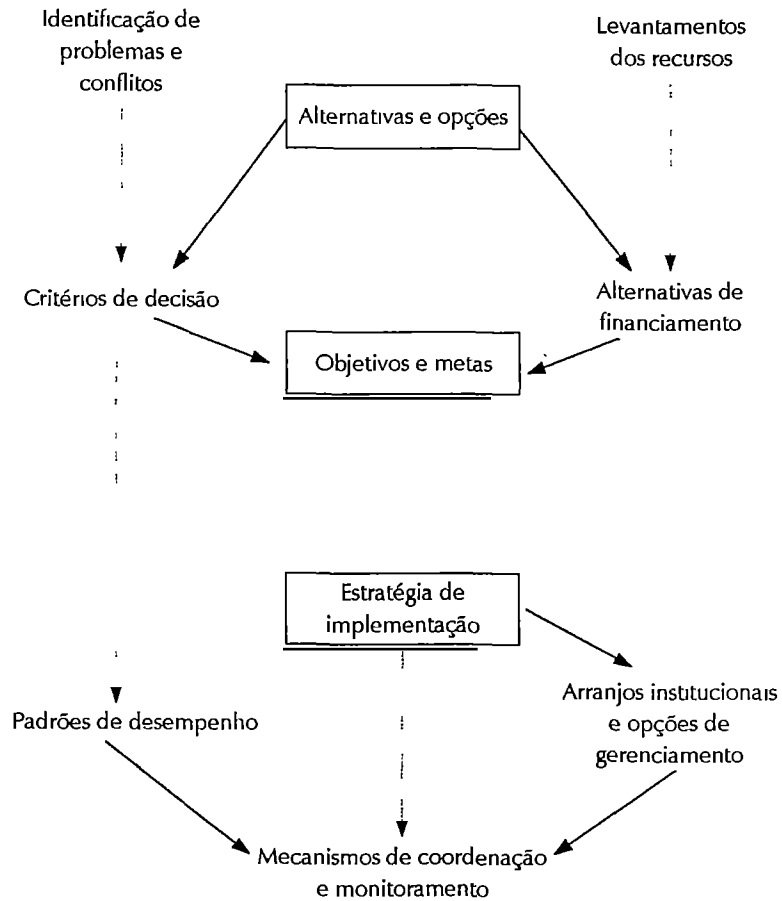 Identificação de
problemas e
conflitos
Levantamentos
dos recursos
Alternativas e opções
Critérios de decisão
Alternativas de
financiamento
Objetivos e metas
Estratégia de
implementação
Arranjos institucionais
e opções de
gerenciamento
Padrões de desempenho
Mecanismos de coordenação
e monitoramento